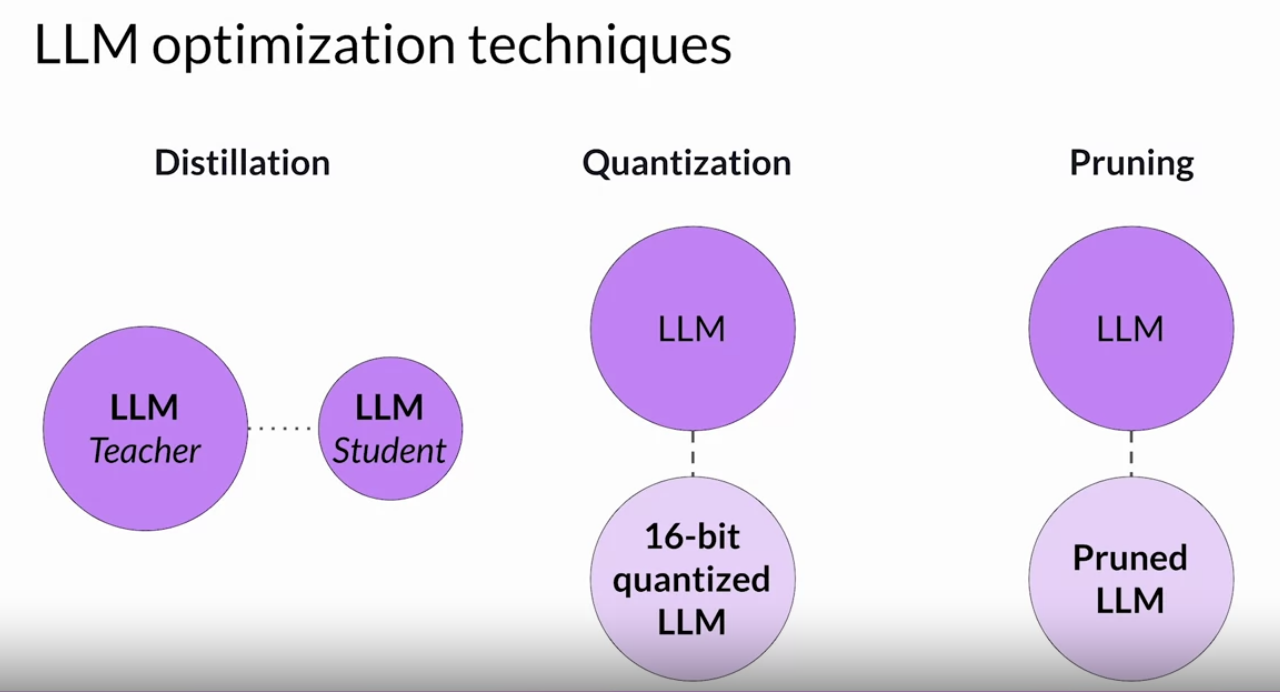 LLM optimization techniques
Distillation
Quantization
Pruning
LLM
Teacher
LLM
Student
LLM
16-bit
quantized
LLM
LLM
Pruned
LLM